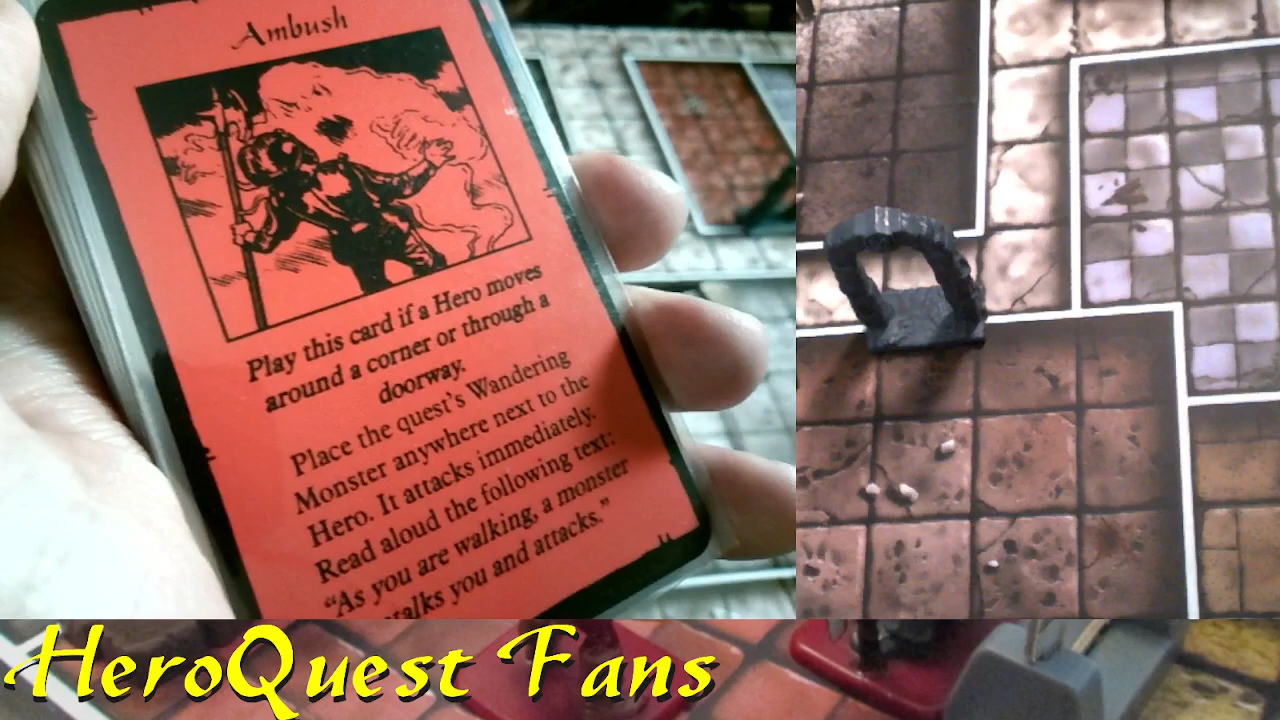 Ambush
Play this card if a Hero moves
around a corner or through a
doorway.
Place the quest's Wandering
Monster anywhere next to the
Hero. It attacks immediately.
Read aloud the following text:
"As you are walking, a monster
stalks you and attacks."
HeroQuest Fans